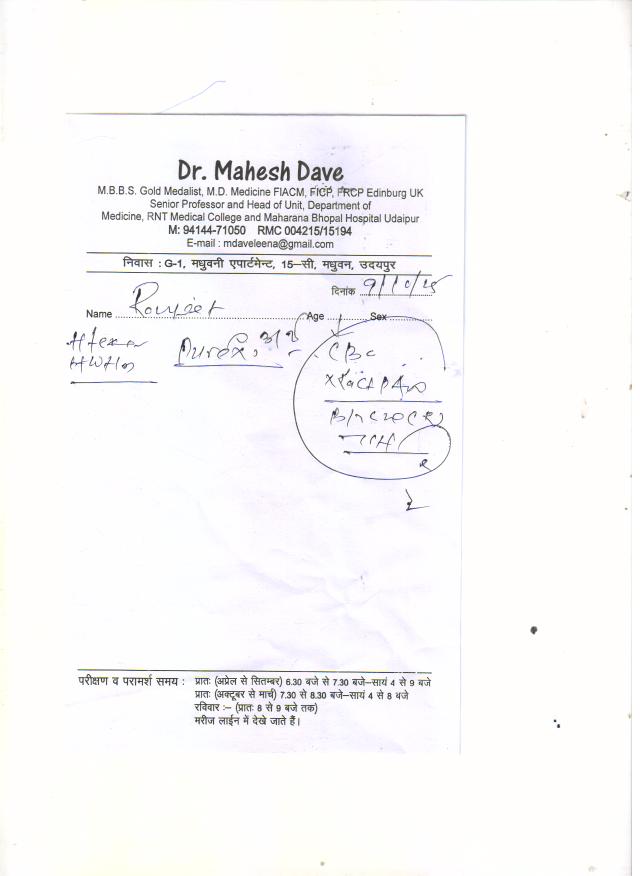 Dr. Mahesh Dave
M.B.B.S. Gold Medalist, M.D. Medicine FIACM, FICP, FRCP Edinburg UK
Senior Professor and Head of Unit, Department of
Medicine, RNT Medical College and Maharana Bhopal Hospital Udaipur
M: 94144-71050 RMC 004215/15194
E-mail : mdaveleena@gmail.com
निवास : G-1, मधुवनी एपार्टमेन्ट, 15-सी, मधुवन, उदयपुर
दिनांक 9/10/25
Name Age Sex
CBC
परीक्षण व परामर्श समय : प्रातः (अप्रेल से सितम्बर) 6.30 बजे से 7.30 बजे-सायं 4 से 9 बजे
प्रातः (अक्टूबर से मार्च) 7.30 से 8.30 बजे-सायं 4 से 8 बजे
रविवार :- (प्रातः 8 से 9 बजे तक)
मरीज लाईन में देखे जाते हैं।